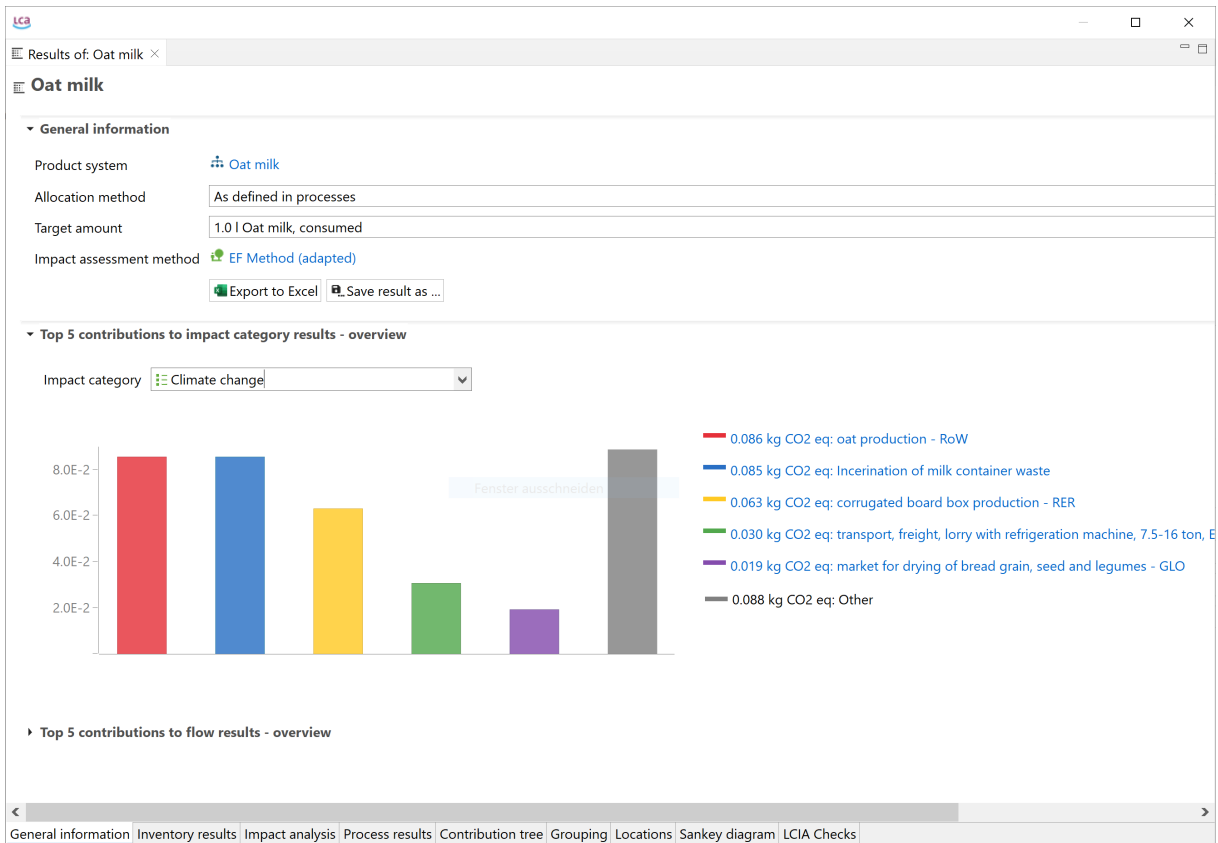 LCA
Results of: Oat milk
Oat milk
General information
Product system Oat milk
Allocation method As defined in processes
Target amount 1.0 l Oat milk, consumed
Impact assessment method EF Method (adapted)
Export to Excel Save result as ...
Top 5 contributions to impact category results - overview
Impact category Climate change
8.0E-2
6.0E-2
4.0E-2
2.0E-2
Fenster ausschneiden
0.086 kg CO2 eq: oat production - RoW
0.085 kg CO2 eq: Incerination of milk container waste
0.063 kg CO2 eq: corrugated board box production - RER
0.030 kg CO2 eq: transport, freight, lorry with refrigeration machine, 7.5-16 ton, E
0.019 kg CO2 eq: market for drying of bread grain, seed and legumes - GLO
0.088 kg CO2 eq: Other
Top 5 contributions to flow results - overview
General information Inventory results Impact analysis Process results Contribution tree Grouping Locations Sankey diagram LCIA Checks